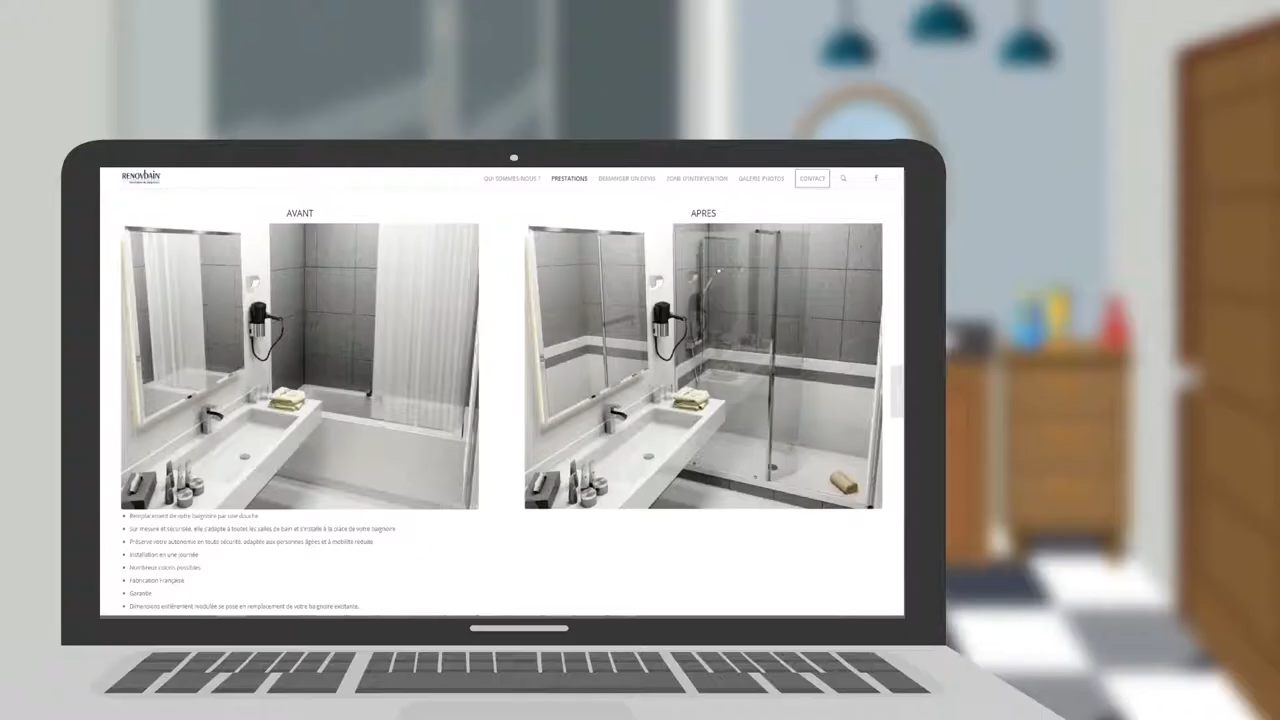 RENOVBAIN
QUI SOMMES-NOUS ? PRESTATIONS DEMANDER UN DEVIS ZONE D'INTERVENTION GALERIE PHOTOS CONTACT
AVANT
APRES
Remplacement de votre baignoire par une douche
Sur mesure et sécurisée, elle s'adapte à toutes les salles de bain et s'installe à la place de votre baignoire
Préserve votre autonomie en toute sécurité, adaptée aux personnes âgées et à mobilité réduite
Installation en une journée
Nombreux coloris possibles
Fabrication Française
Garantie
Dimensions entièrement modulée se pose en remplacement de votre baignoire existante.